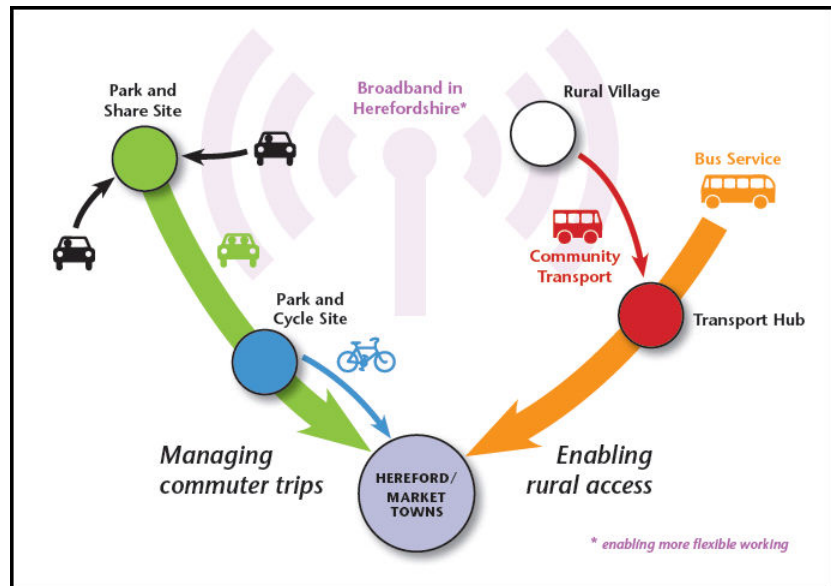 Park and
Share Site
Broadband in
Herefordshire*
Rural Village
Bus Service
Community
Transport
Park and
Cycle Site
Transport Hub
Managing
commuter trips
HEREFORD/
MARKET
TOWNS
Enabling
rural access
* enabling more flexible working